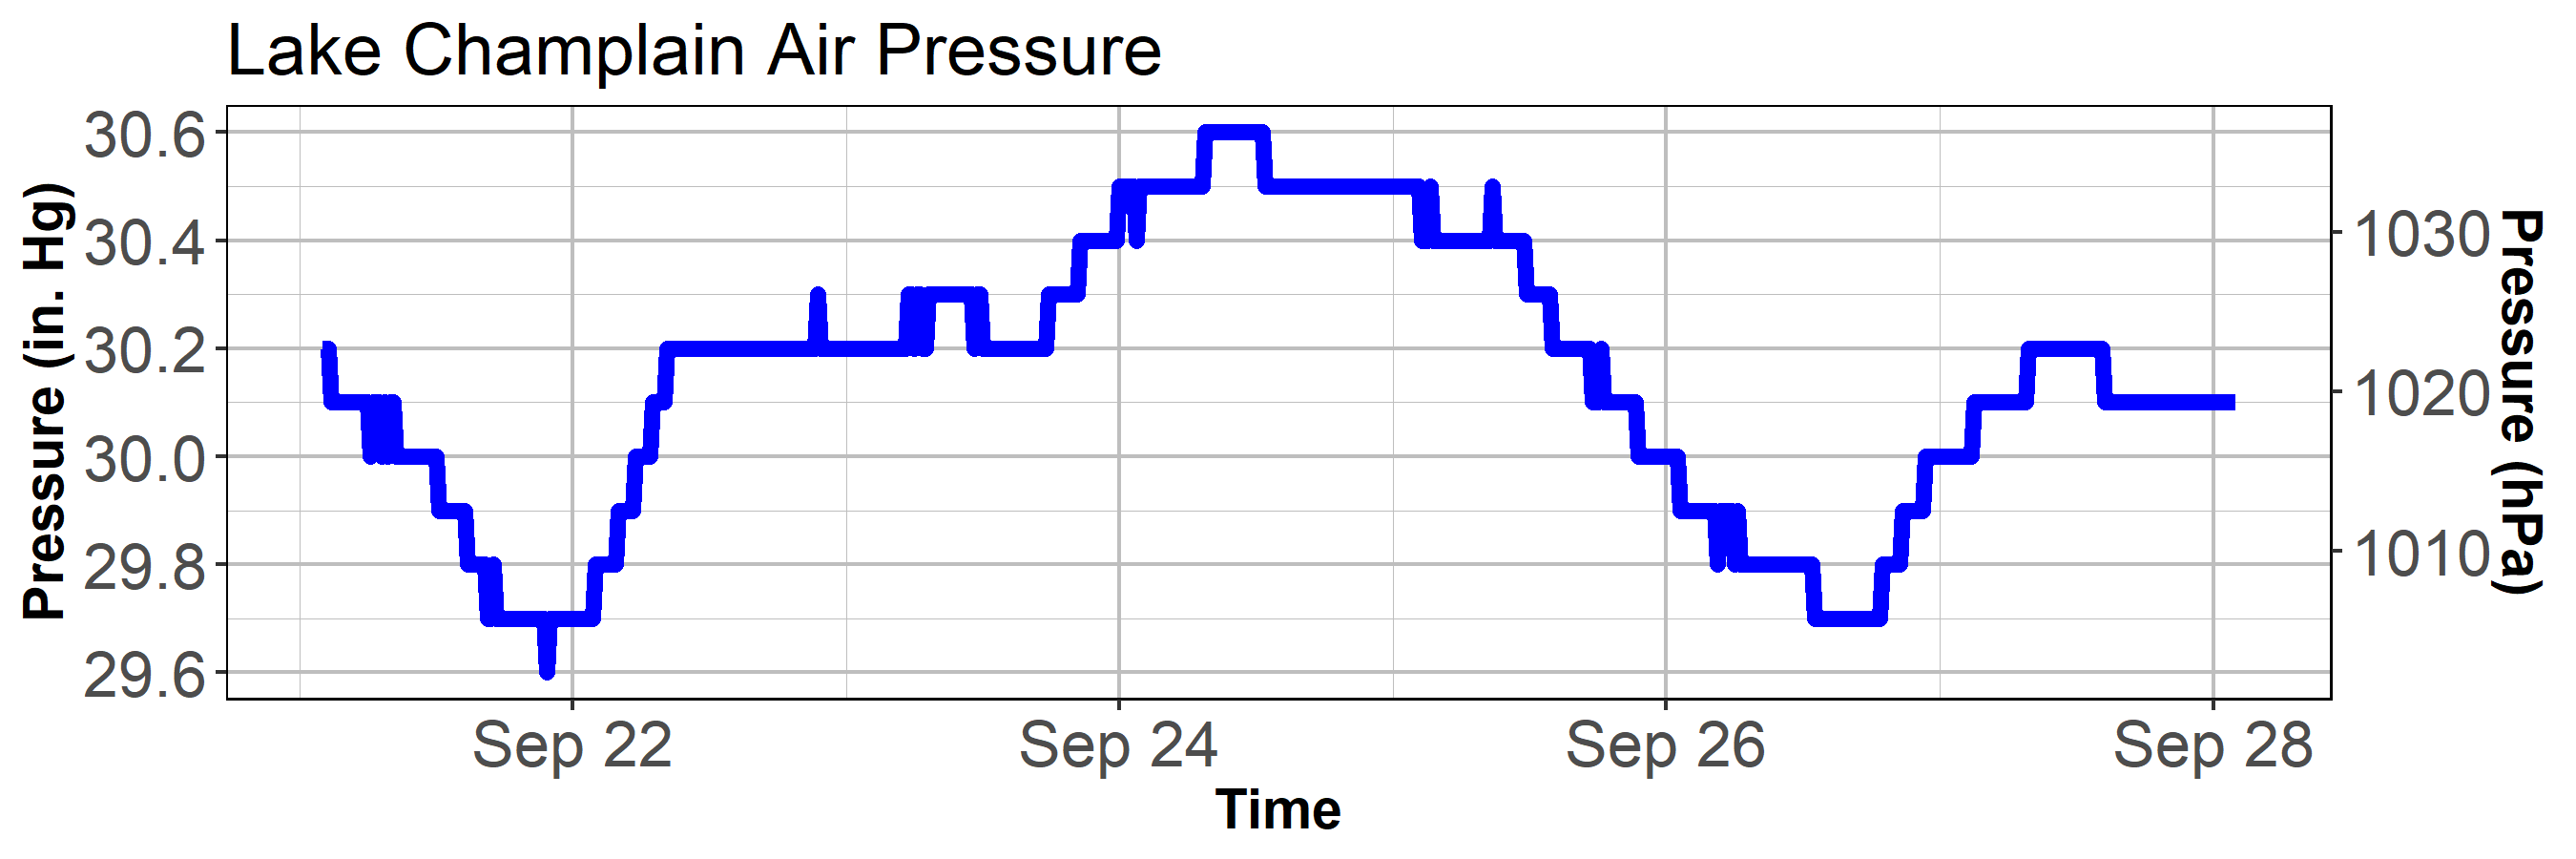 Lake Champlain Air Pressure
Pressure (in. Hg)
30.6
30.4
30.2
30.0
29.8
29.6
1030
1020
1010
Pressure (hPa)
Sep 22 Sep 24 Sep 26 Sep 28
Time